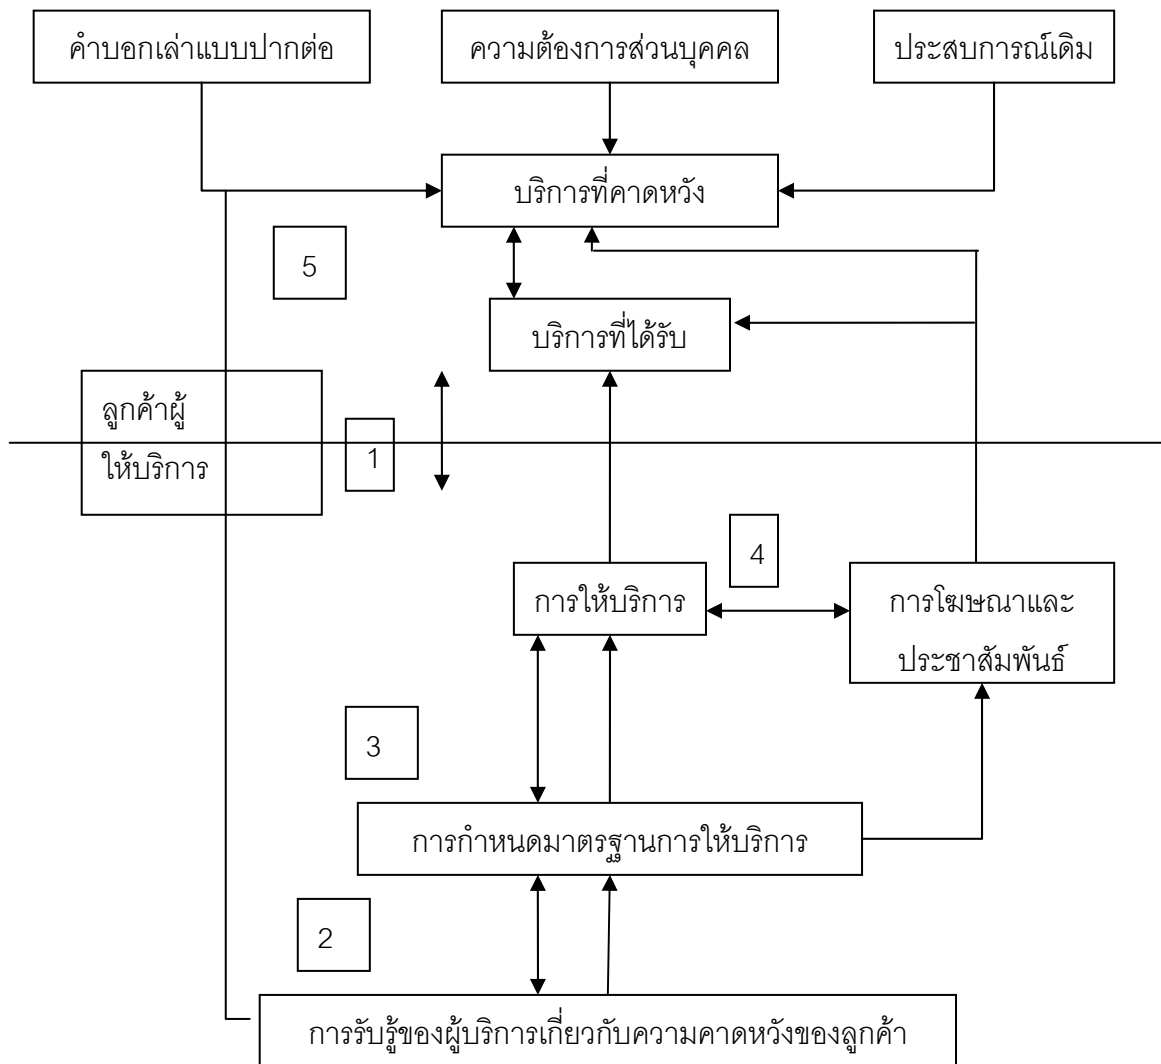 คำบอกเล่าแบบปากต่อ
ความต้องการส่วนบุคคล
ประสบการณ์เดิม
บริการที่คาดหวัง
5
บริการที่ได้รับ
ลูกค้าผู้
ให้บริการ
1
4
การให้บริการ
การโฆษณาและ
ประชาสัมพันธ์
3
การกำหนดมาตรฐานการให้บริการ
2
การรับรู้ของผู้บริการเกี่ยวกับความคาดหวังของลูกค้า